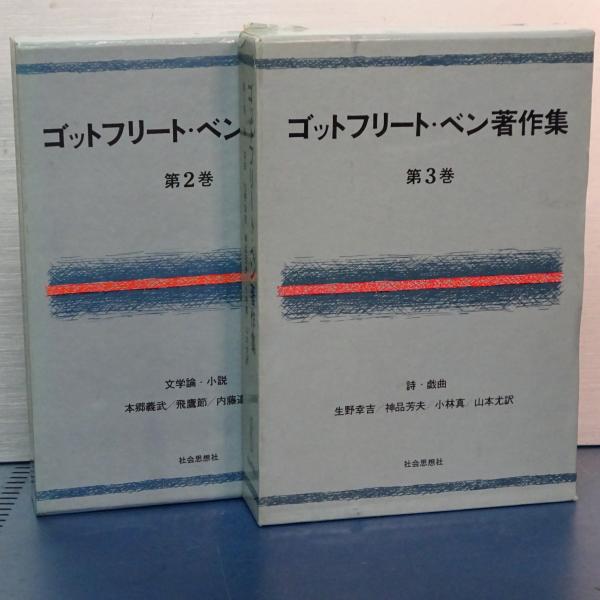 ゴットフリート・ベン
第2巻
文学論・小説
本郷義武／飛鷹節／内藤道
社会思想社
ゴットフリート・ベン著作集
第3巻
詩・戯曲
生野幸吉／神品芳夫／小林真／山本尤訳
社会思想社